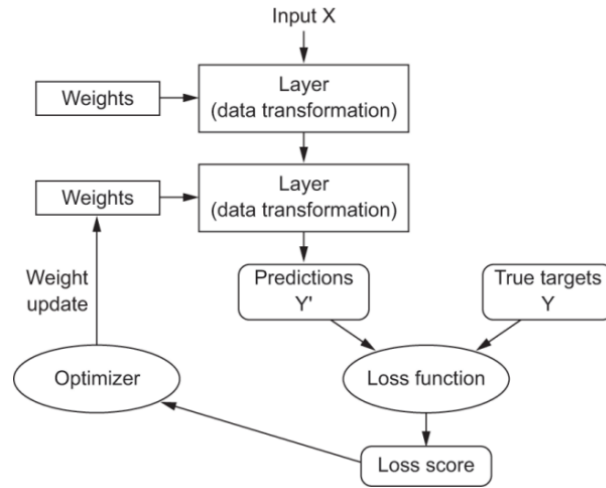 Input X
Layer
(data transformation)
Weights
Layer
(data transformation)
Weights
Weight
update
Predictions
Y'
True targets
Y
Optimizer
Loss function
Loss score